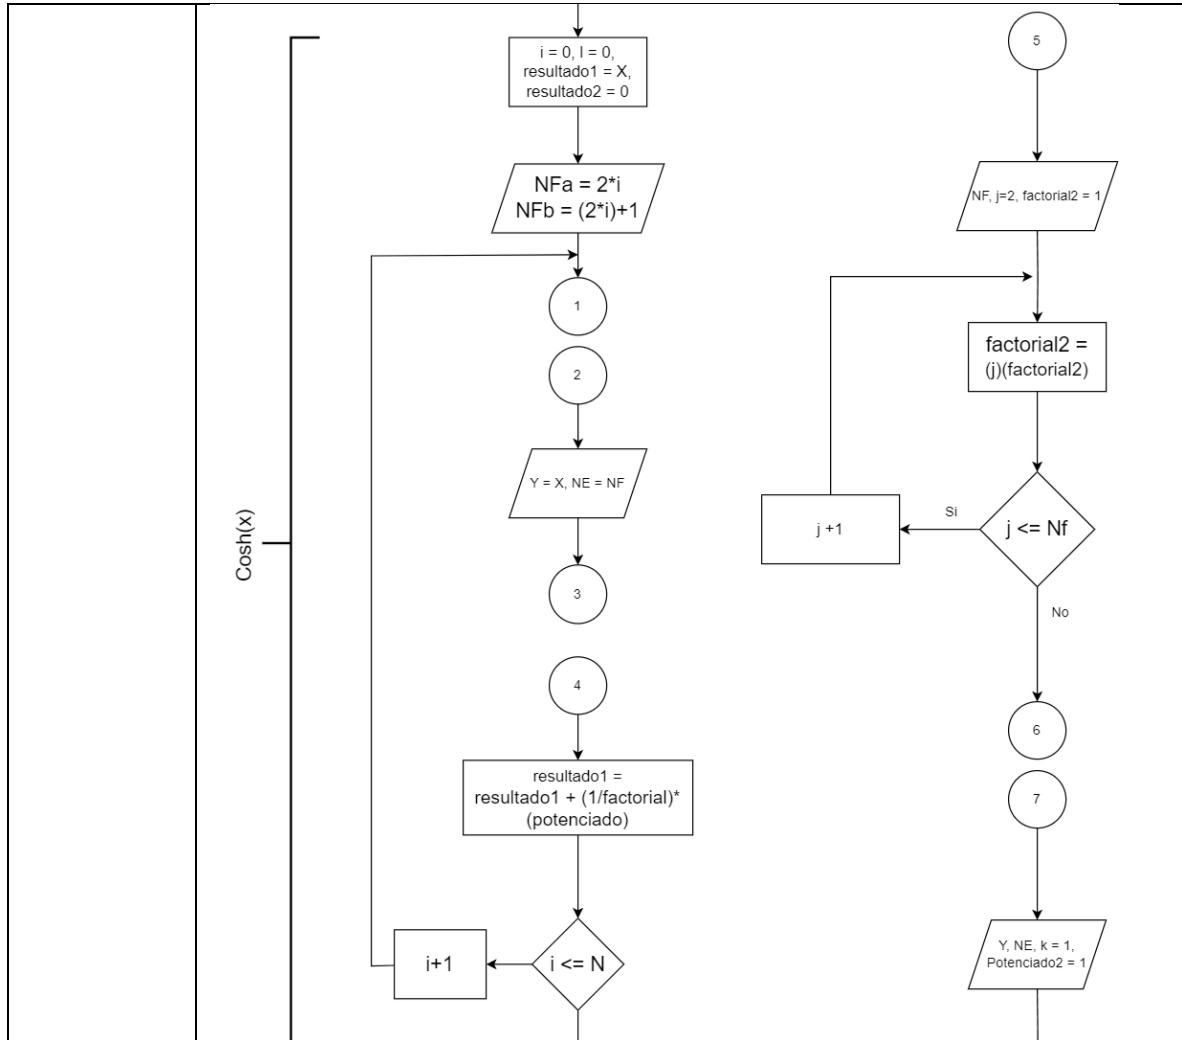 Cosh(x)
i = 0, I = 0,
resultado1 = X,
resultado2 = 0
NFa = 2*i
NFb = (2*i)+1
1
2
Y = X, NE = NF
3
4
resultado1 =
resultado1 + (1/factorial)*
(potenciado)
i+1
i <= N
5
NF, j=2, factorial2 = 1
factorial2 =
(j)(factorial2)
Si
j +1
j <= Nf
No
6
7
Y, NE, k = 1,
Potenciado2 = 1